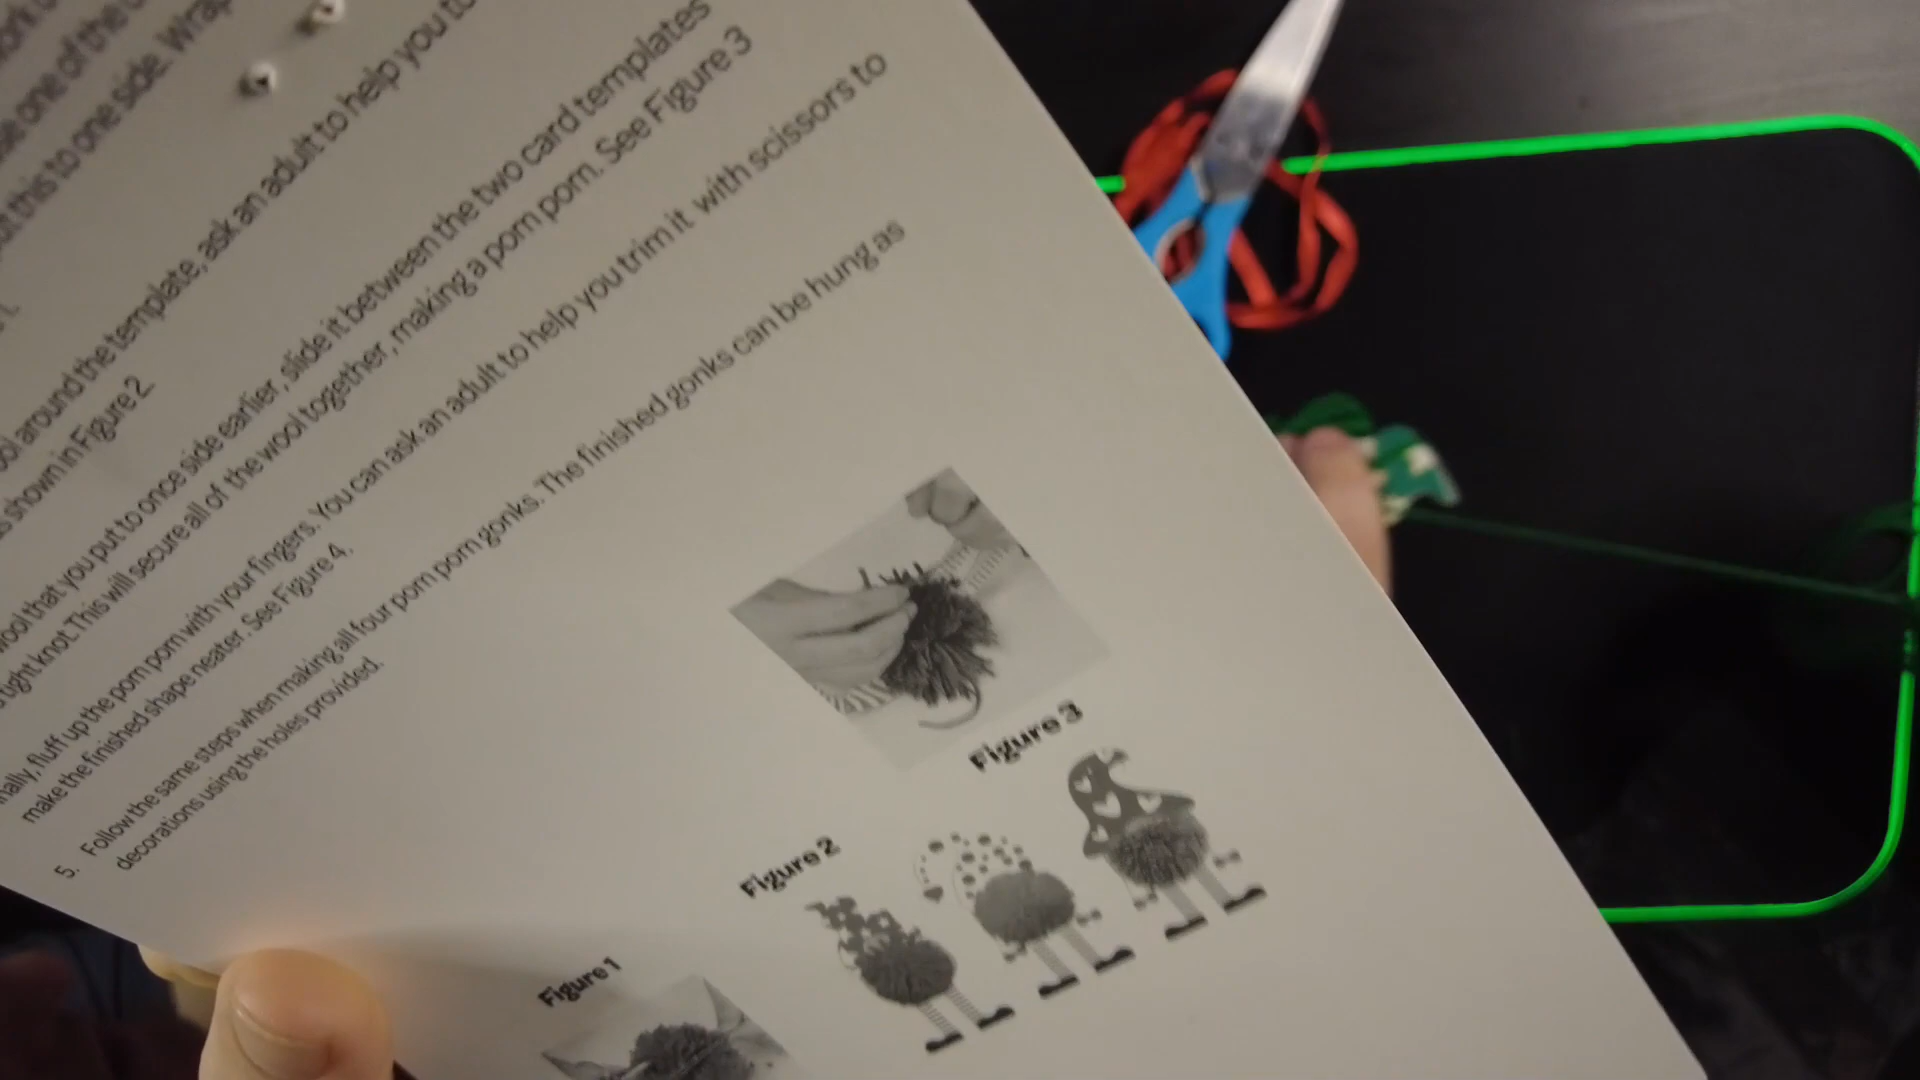 se one of the
out this to one side. Wrap
ool around the template, ask an adult to help you to
as shown in Figure 2.
wool that you put to once side earlier, slide it between the two card templates
tight knot. This will secure all of the wool together, making a pom pom. See Figure 3
nally, fluff up the pom pom with your fingers. You can ask an adult to help you trim it with scissors to
make the finished shape neater. See Figure 4.
5. Follow the same steps when making all four pom pom gonks. The finished gonks can be hung as
decorations using the holes provided.
Figure 3
Figure 2
Figure 1